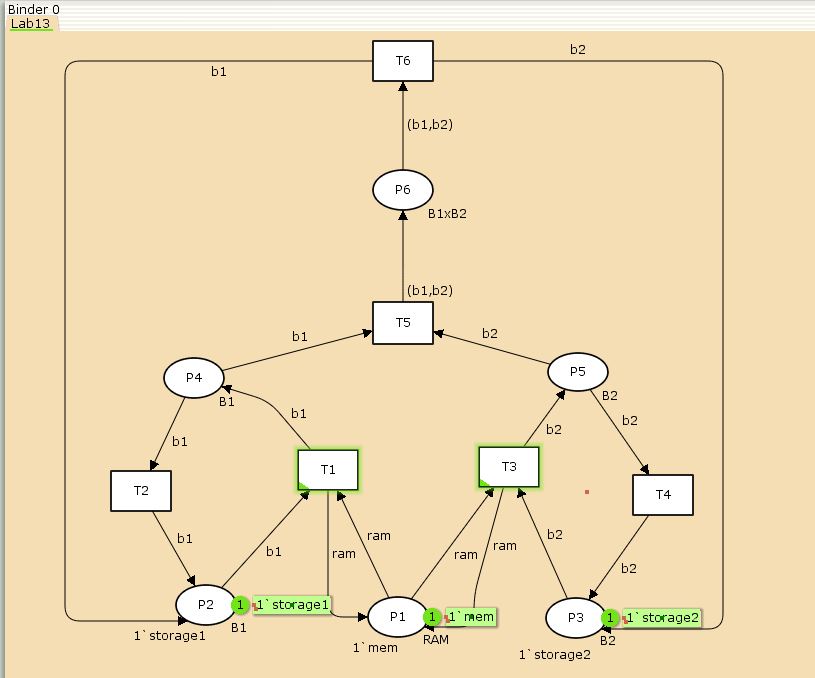 Binder 0
Lab13
T6
b1
b2
(b1,b2)
P6
B1xB2
(b1,b2)
T5
b1
b2
P4
B1
P5
B2
b1
b1
b2
b2
T1
T3
T2
T4
b1
b1
ram
ram
ram
ram
b2
b2
P2
1
1`storage1
B1
1`storage1
P1
1
1`mem
RAM
1`mem
P3
1
1`storage2
B2
1`storage2